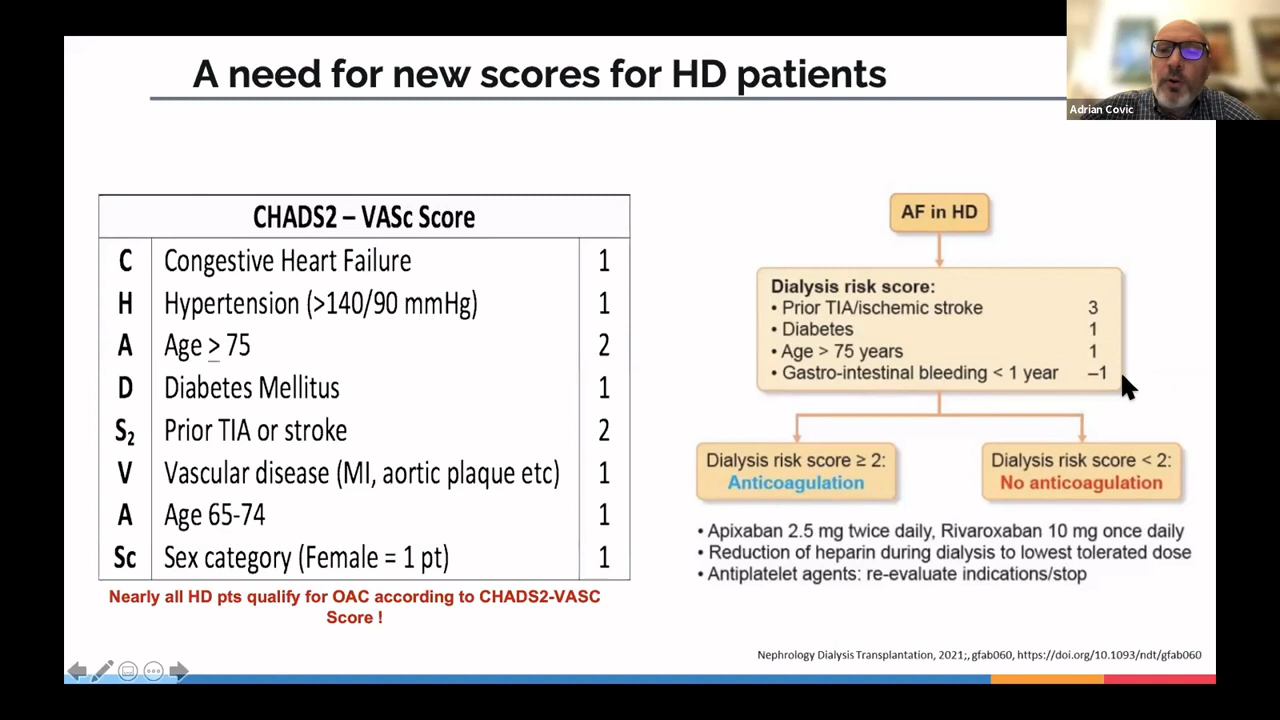 A need for new scores for HD patients
Adrian Covic
CHADS2 – VASc Score
C Congestive Heart Failure 1
H Hypertension (>140/90 mmHg) 1
A Age ≥ 75 2
D Diabetes Mellitus 1
S₂ Prior TIA or stroke 2
V Vascular disease (MI, aortic plaque etc) 1
A Age 65-74 1
Sc Sex category (Female = 1 pt) 1
Nearly all HD pts qualify for OAC according to CHADS2-VASC
Score !
AF in HD
Dialysis risk score:
• Prior TIA/ischemic stroke 3
• Diabetes 1
• Age > 75 years 1
• Gastro-intestinal bleeding < 1 year –1
Dialysis risk score ≥ 2:
Anticoagulation
Dialysis risk score < 2:
No anticoagulation
• Apixaban 2.5 mg twice daily, Rivaroxaban 10 mg once daily
• Reduction of heparin during dialysis to lowest tolerated dose
• Antiplatelet agents: re-evaluate indications/stop
Nephrology Dialysis Transplantation, 2021;, gfab060, https://doi.org/10.1093/ndt/gfab060